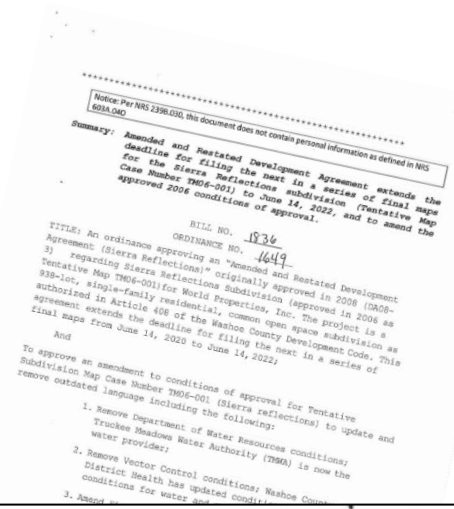 Notice: Per NRS 239B.030, this document does not contain personal information as defined in NRS
603A.040
Summary: Amended and Restated Development Agreement extends the
deadline for filing the next in a series of final maps
for the Sierra Reflections subdivision (Tentative Map
Case Number TM06-001) to June 14, 2022, and to amend the
approved 2006 conditions of approval.
BILL NO. 1836
ORDINANCE NO. 1649
TITLE: An ordinance approving an "Amended and Restated Development
Agreement (Sierra Reflections)" originally approved in 2008 (DA08-
3) regarding Sierra Reflections Subdivision (approved in 2006 as
Tentative Map TM06-001) for World Properties, Inc. The project is a
938-lot, single-family residential, common open space subdivision as
authorized in Article 408 of the Washoe County Development Code. This
agreement extends the deadline for filing the next in a series of
final maps from June 14, 2020 to June 14, 2022;
And
To approve an amendment to conditions of approval for Tentative
Subdivision Map Case Number TM06-001 (Sierra reflections) to update and
remove outdated language including the following:
1. Remove Department of Water Resources conditions;
Truckee Meadows Water Authority (TMWA) is now the
water provider;
2. Remove Vector Control conditions; Washoe Coun
District Health has updated condit
conditions for water and
3. Amend